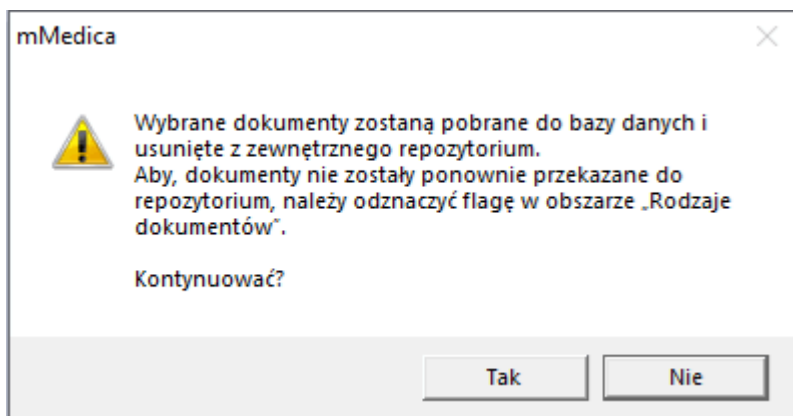 mMedica
Wybrane dokumenty zostaną pobrane do bazy danych i
usunięte z zewnętrznego repozytorium.
Aby, dokumenty nie zostały ponownie przekazane do
repozytorium, należy odznaczyć flagę w obszarze „Rodzaje
dokumentów”.
Kontynuować?
Tak
Nie